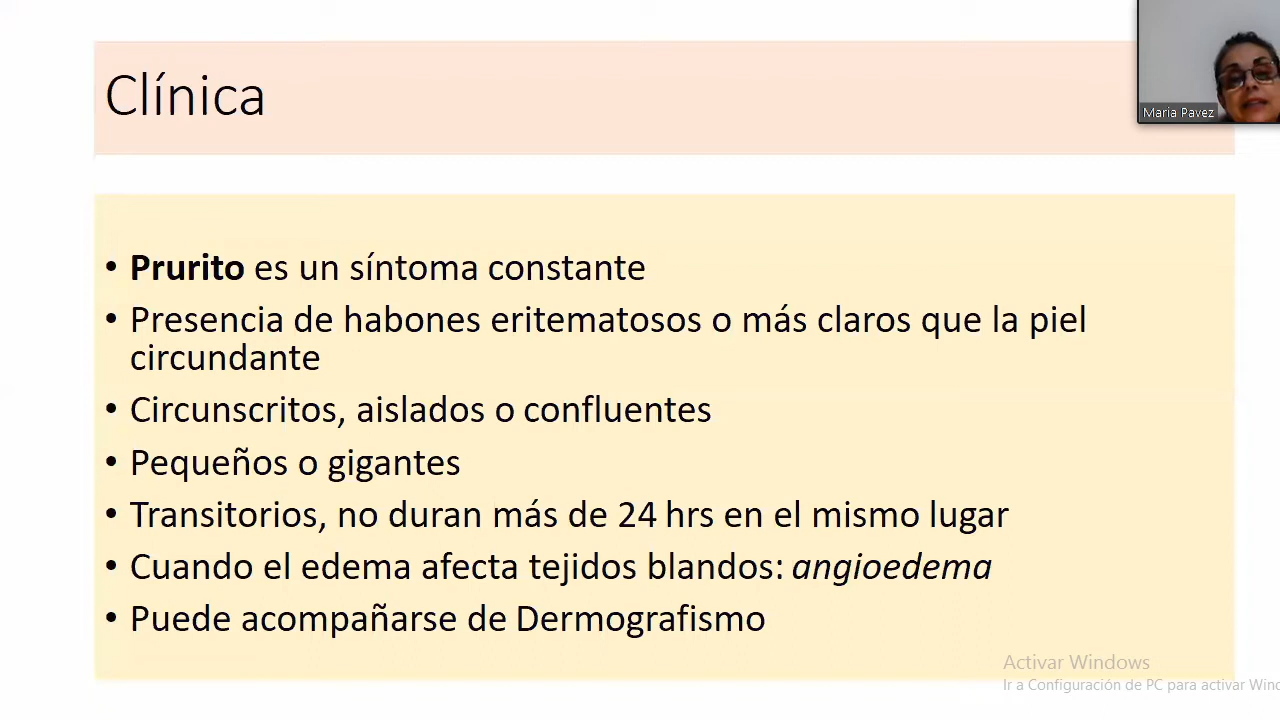 Clínica
Maria Pavez
• Prurito es un síntoma constante
• Presencia de habones eritematosos o más claros que la piel
circundante
• Circunscritos, aislados o confluentes
• Pequeños o gigantes
• Transitorios, no duran más de 24 hrs en el mismo lugar
• Cuando el edema afecta tejidos blandos: angioedema
• Puede acompañarse de Dermografismo
Activar Windows
Ir a Configuración de PC para activar Wind